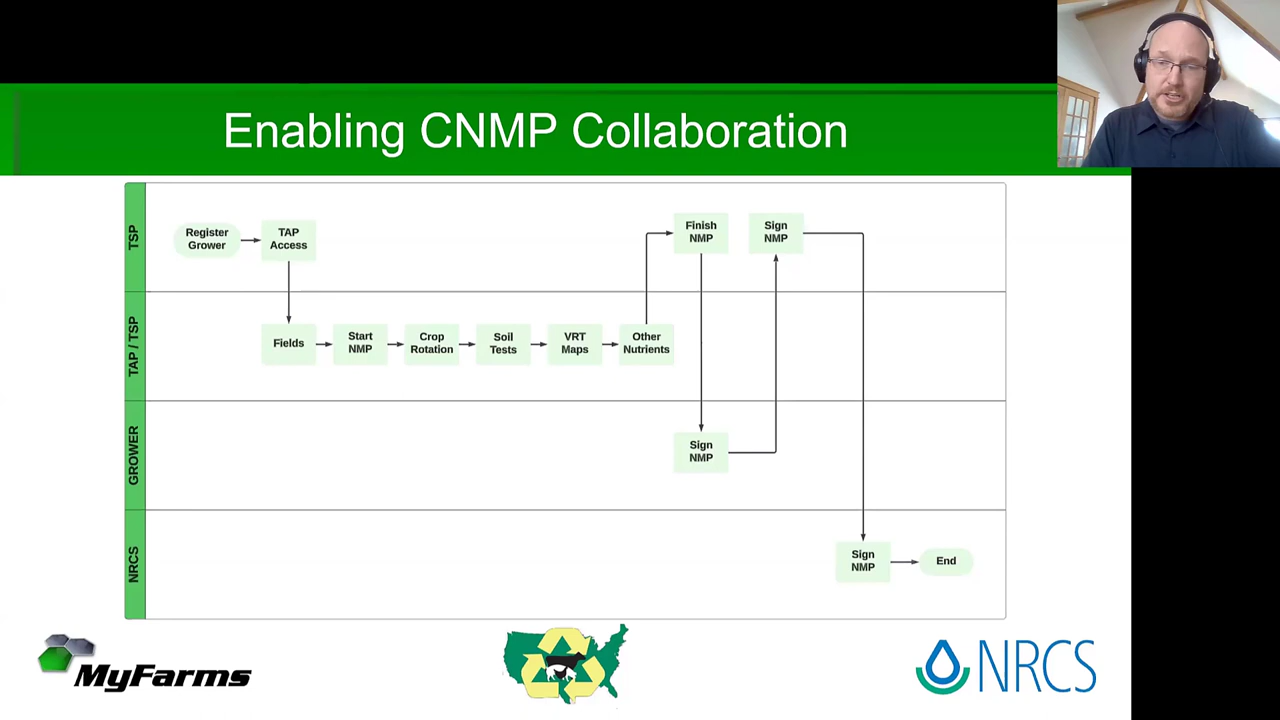 Enabling CNMP Collaboration
TSP
Register
Grower
TAP
Access
Finish
NMP
Sign
NMP
TAP / TSP
Fields
Start
NMP
Crop
Rotation
Soil
Tests
VRT
Maps
Other
Nutrients
GROWER
Sign
NMP
NRCS
Sign
NMP
End
MyFarms
NRCS